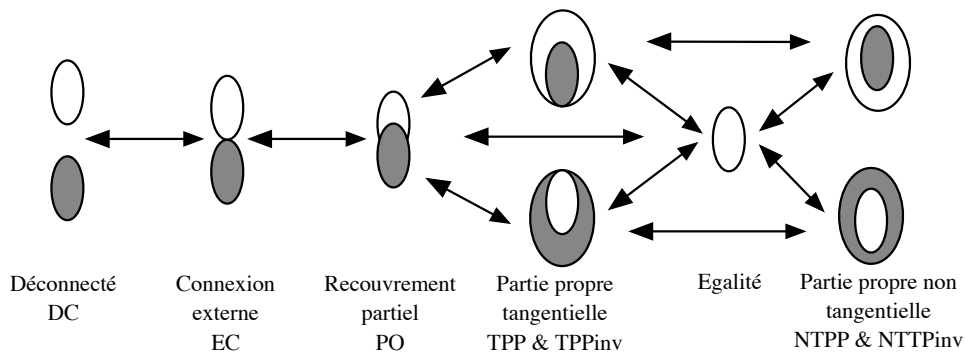 Déconnecté
DC
Connexion
externe
EC
Recouvrement
partiel
PO
Partie propre
tangentielle
TPP & TPPinv
Egalité
Partie propre non
tangentielle
NTPP & NTTPinv